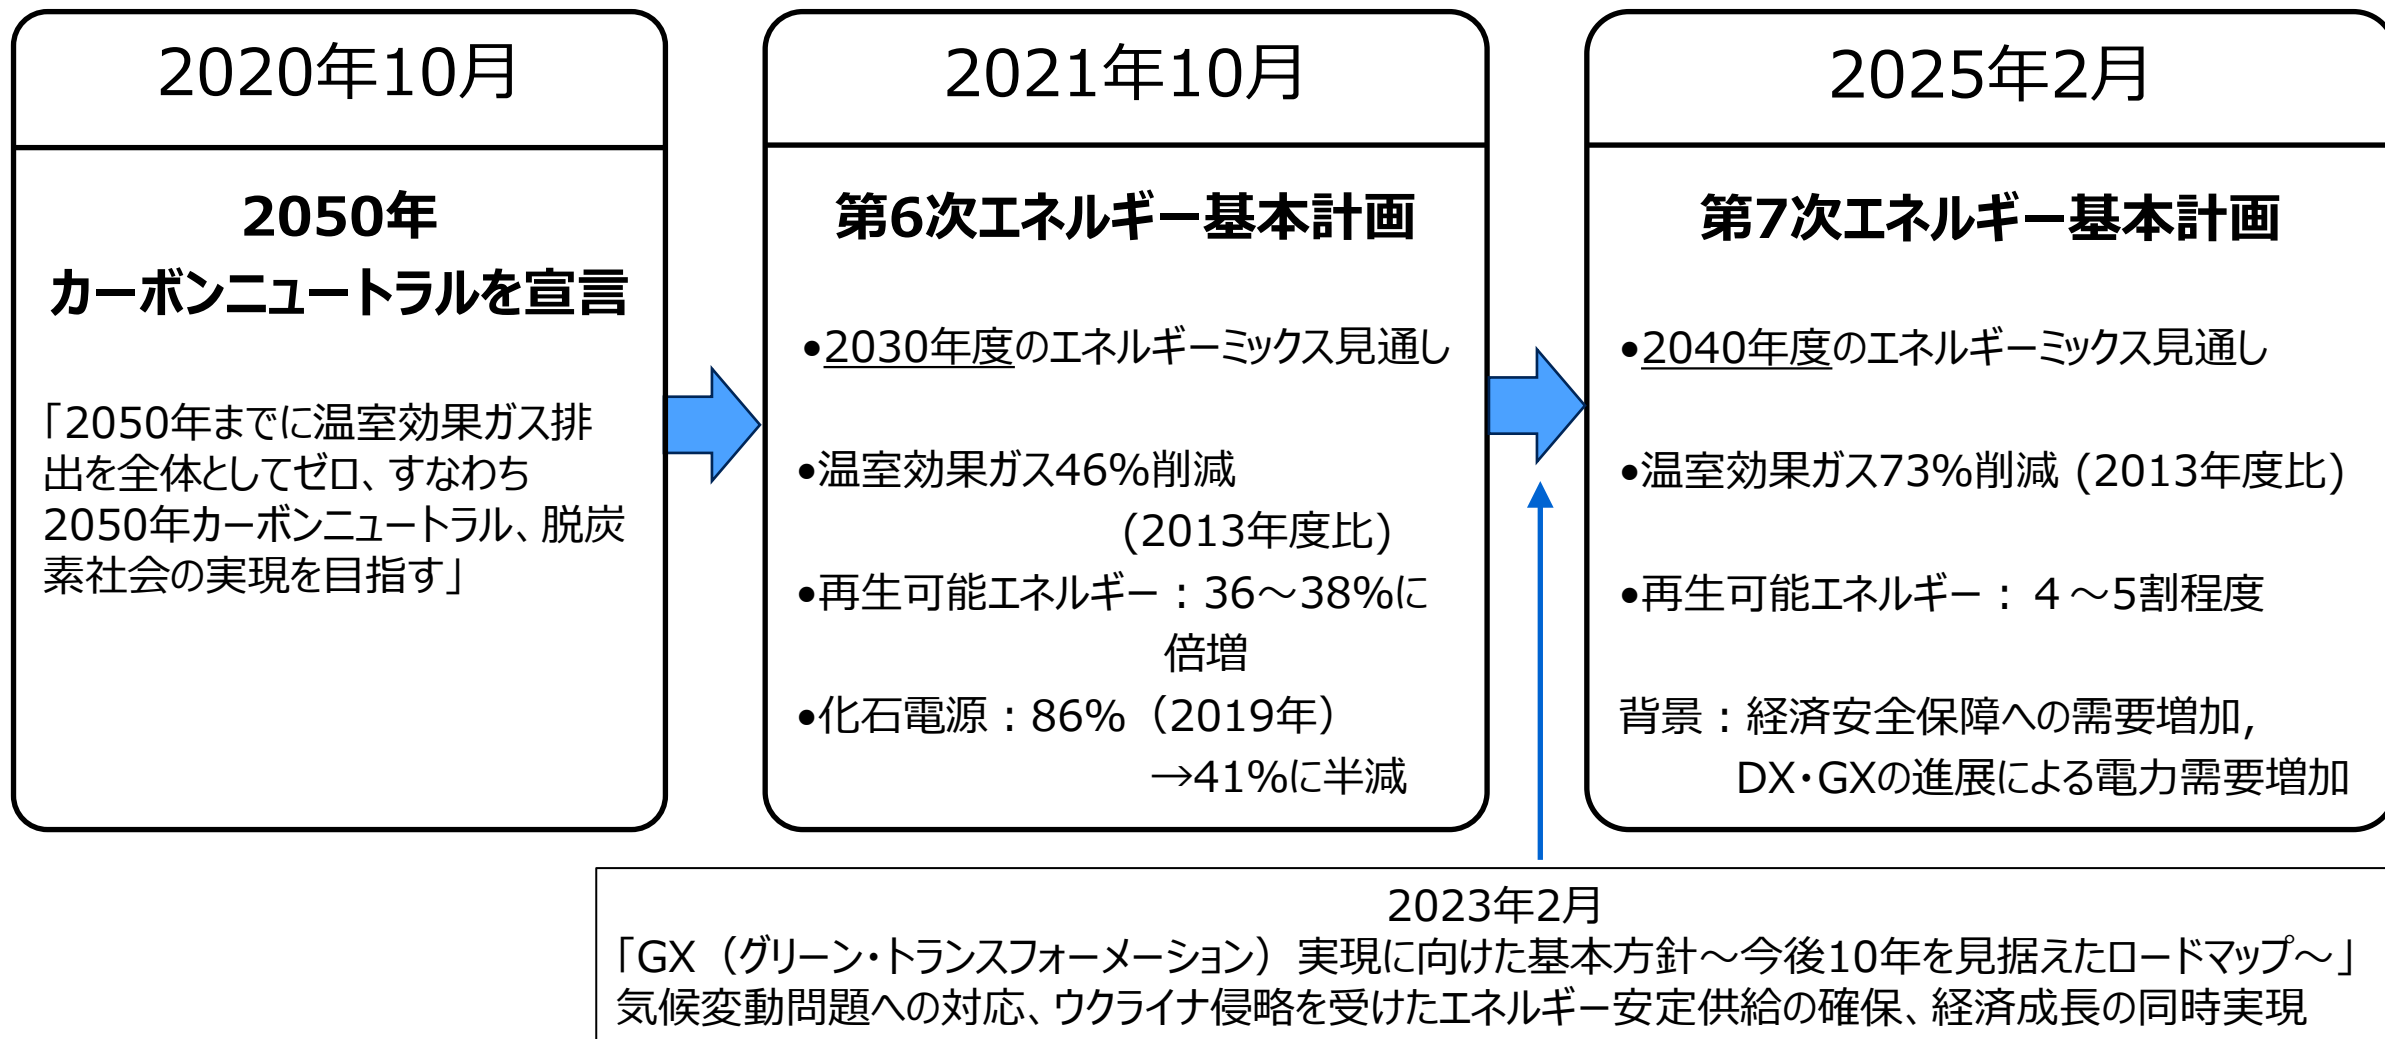 2020年10月
2050年
カーボンニュートラルを宣言
「2050年までに温室効果ガス排
出を全体としてゼロ、すなわち
2050年カーボンニュートラル、脱炭
素社会の実現を目指す」
2021年10月
第6次エネルギー基本計画
•2030年度のエネルギーミックス見通し
•温室効果ガス46%削減
(2013年度比)
•再生可能エネルギー：36～38%に
倍増
•化石電源：86%（2019年）
→41%に半減
2025年2月
第7次エネルギー基本計画
•2040年度のエネルギーミックス見通し
•温室効果ガス73%削減 (2013年度比)
•再生可能エネルギー：４～5割程度
背景：経済安全保障への需要増加,
DX・GXの進展による電力需要増加
2023年2月
「GX（グリーン・トランスフォーメーション）実現に向けた基本方針～今後10年を見据えたロードマップ～」
気候変動問題への対応、ウクライナ侵略を受けたエネルギー安定供給の確保、経済成長の同時実現